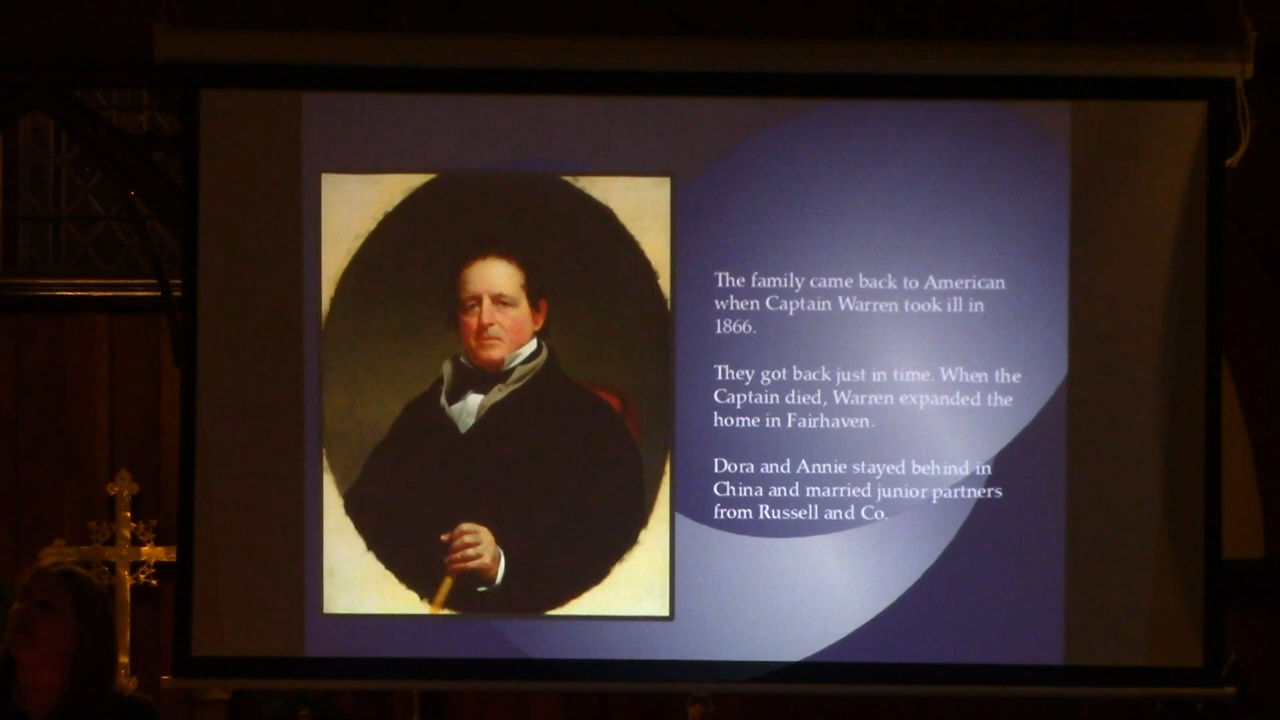 The family came back to American
when Captain Warren took ill in
1866.
They got back just in time. When the
Captain died, Warren expanded the
home in Fairhaven.
Dora and Annie stayed behind in
China and married junior partners
from Russell and Co.